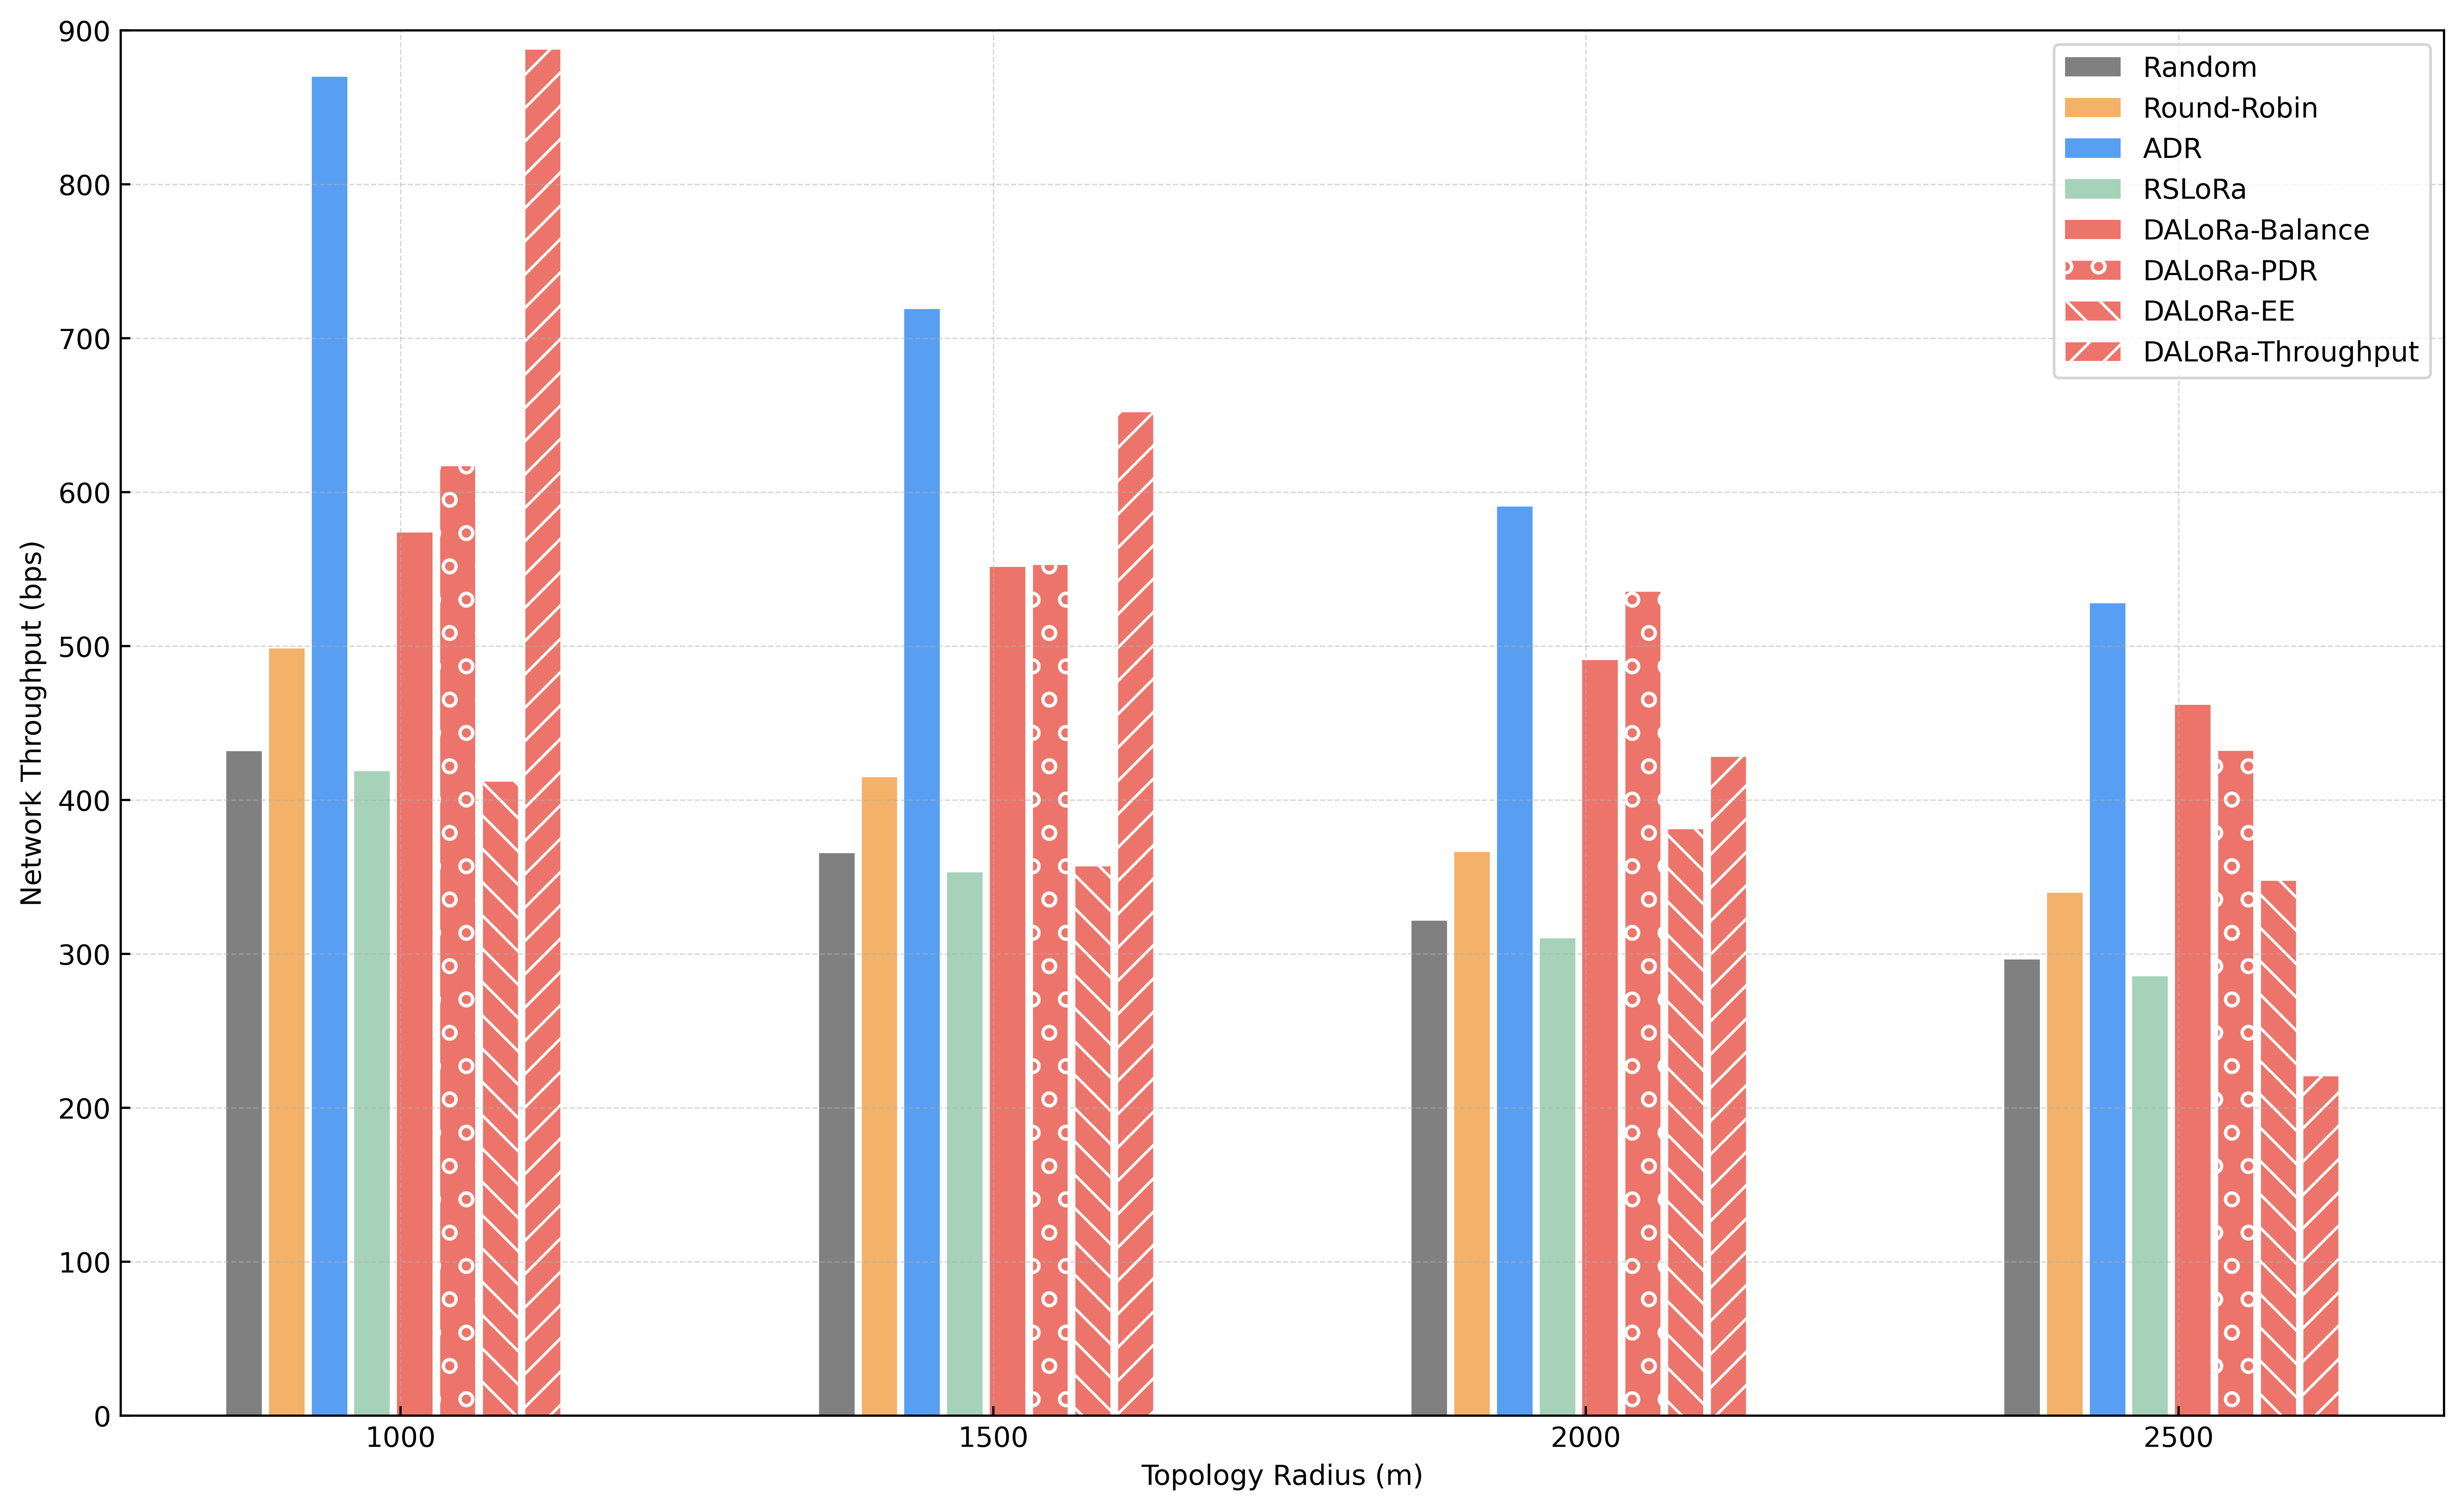 900
800
700
600
500
400
300
200
100
0
Network Throughput (bps)
1000
1500
2000
2500
Topology Radius (m)
Random
Round-Robin
ADR
RSLoRa
DALoRa-Balance
DALoRa-PDR
DALoRa-EE
DALoRa-Throughput